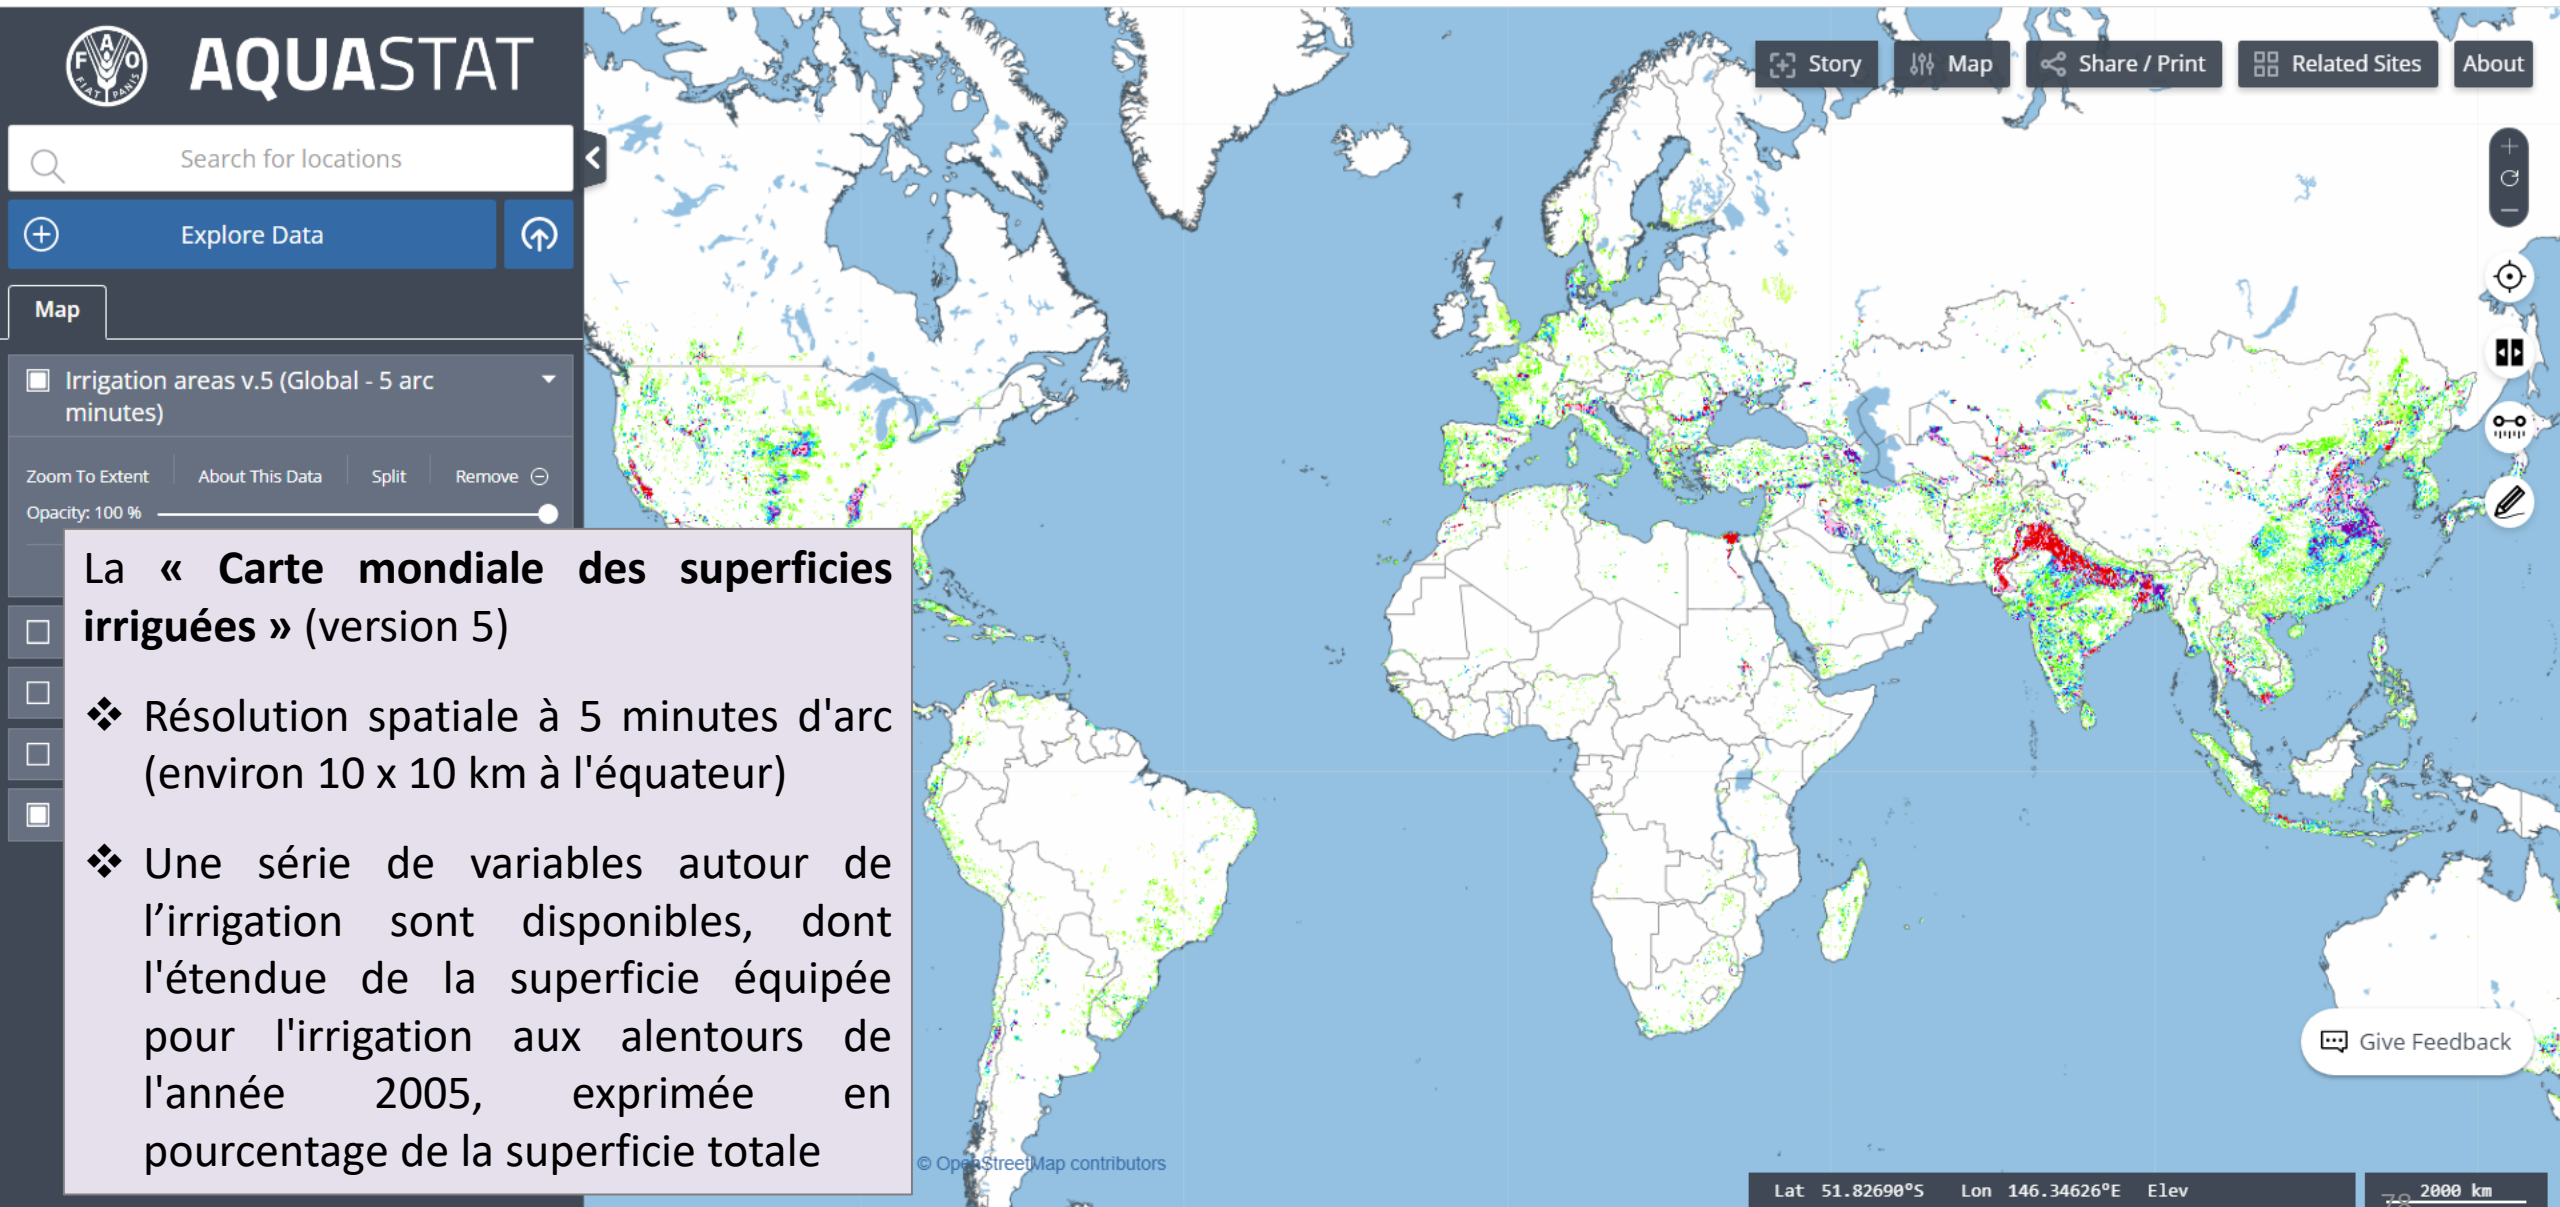 FAO
FIAT PANIS
AQUASTAT
Story
Map
Share / Print
Related Sites
About
Search for locations
Explore Data
Map
Irrigation areas v.5 (Global - 5 arc
minutes)
Zoom To Extent
About This Data
Split
Remove
Opacity: 100 %
La « Carte mondiale des superficies
irriguées » (version 5)
❖ Résolution spatiale à 5 minutes d'arc
(environ 10 x 10 km à l'équateur)
❖ Une série de variables autour de
l’irrigation sont disponibles, dont
l'étendue de la superficie équipée
pour l'irrigation aux alentours de
l'année 2005, exprimée en
pourcentage de la superficie totale
Give Feedback
© OpenStreetMap contributors
Lat 51.82690°S Lon 146.34626°E Elev
2000 km
78